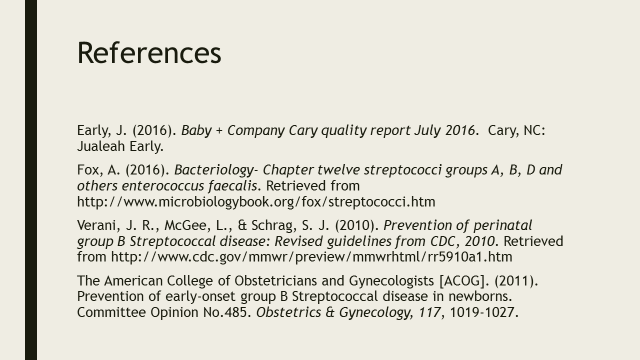 References
Early, J. (2016). Baby + Company Cary quality report July 2016.  Cary, NC:
Jualeah Early.
Fox, A. (2016). Bacteriology- Chapter twelve streptococci groups A, B, D and
others enterococcus faecalis. Retrieved from
http://www.microbiologybook.org/fox/streptococci.htm
Verani, J. R., McGee, L., & Schrag, S. J. (2010). Prevention of perinatal
group B Streptococcal disease: Revised guidelines from CDC, 2010. Retrieved
from http://www.cdc.gov/mmwr/preview/mmwrhtml/rr5910a1.htm
The American College of Obstetricians and Gynecologists [ACOG]. (2011).
Prevention of early-onset group B Streptococcal disease in newborns.
Committee Opinion No.485. Obstetrics & Gynecology, 117, 1019-1027.